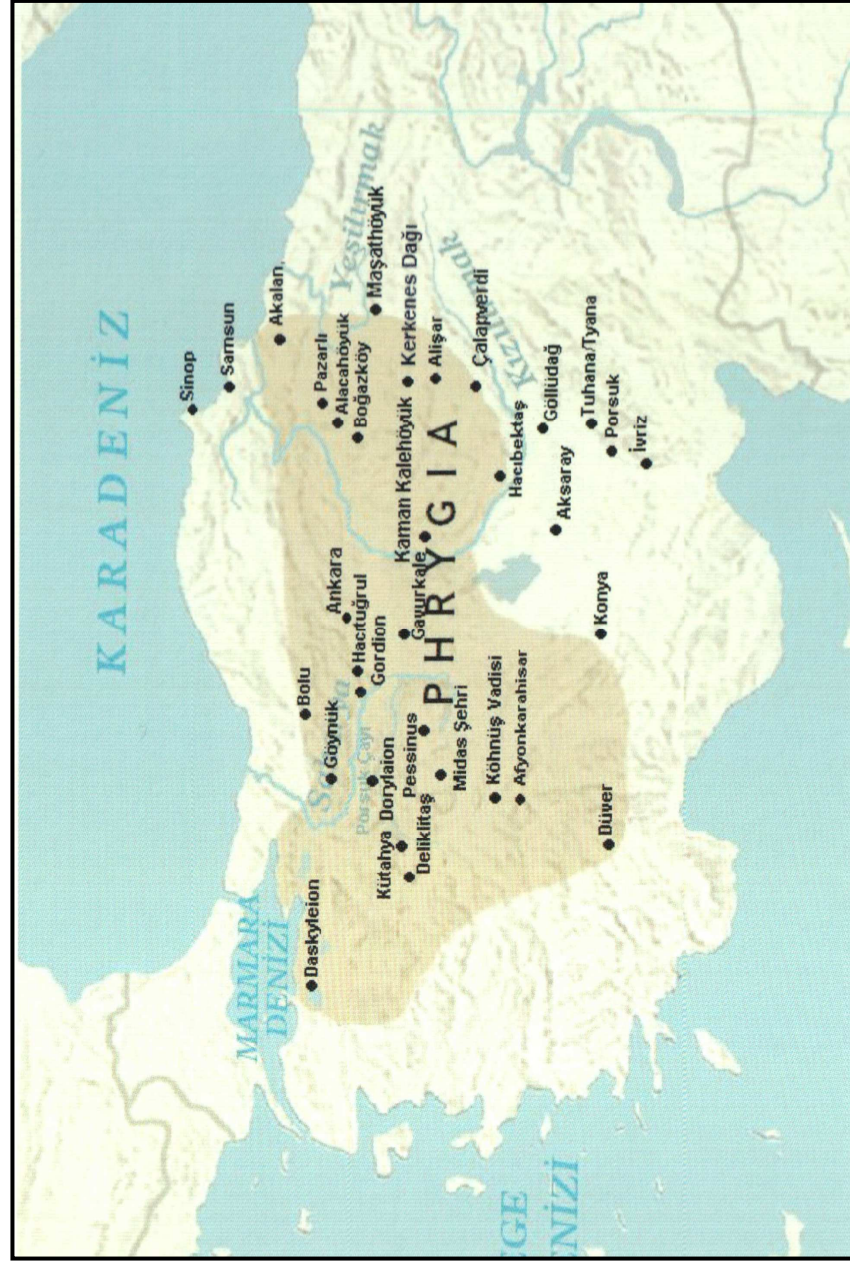 KARADENİZ
Sinop
Samsun
Akalan
Yeşilırmak
Pazarlı
Alacahöyük
Boğazköy
Maşathöyük
Kerkenes Dağı
Alişar
Çalapverdi
Kızılırmak
Kaman Kalehöyük
Hacıbektaş
Göllüdağ
Tuhana/Tyana
Porsuk
İvriz
Aksaray
Konya
Ankara
Hacıtuğrul
Gordion
Gavurkale
PHRYGIA
Bolu
Göynük
Porsuk Çayı
Dorylaion
Pessinus
Midas Şehri
Köhnüş Vadisi
Afyonkarahisar
Kütahya
Deliklitaş
Düver
Daskyleion
MARMARA
DENİZİ
EGE
DENİZİ